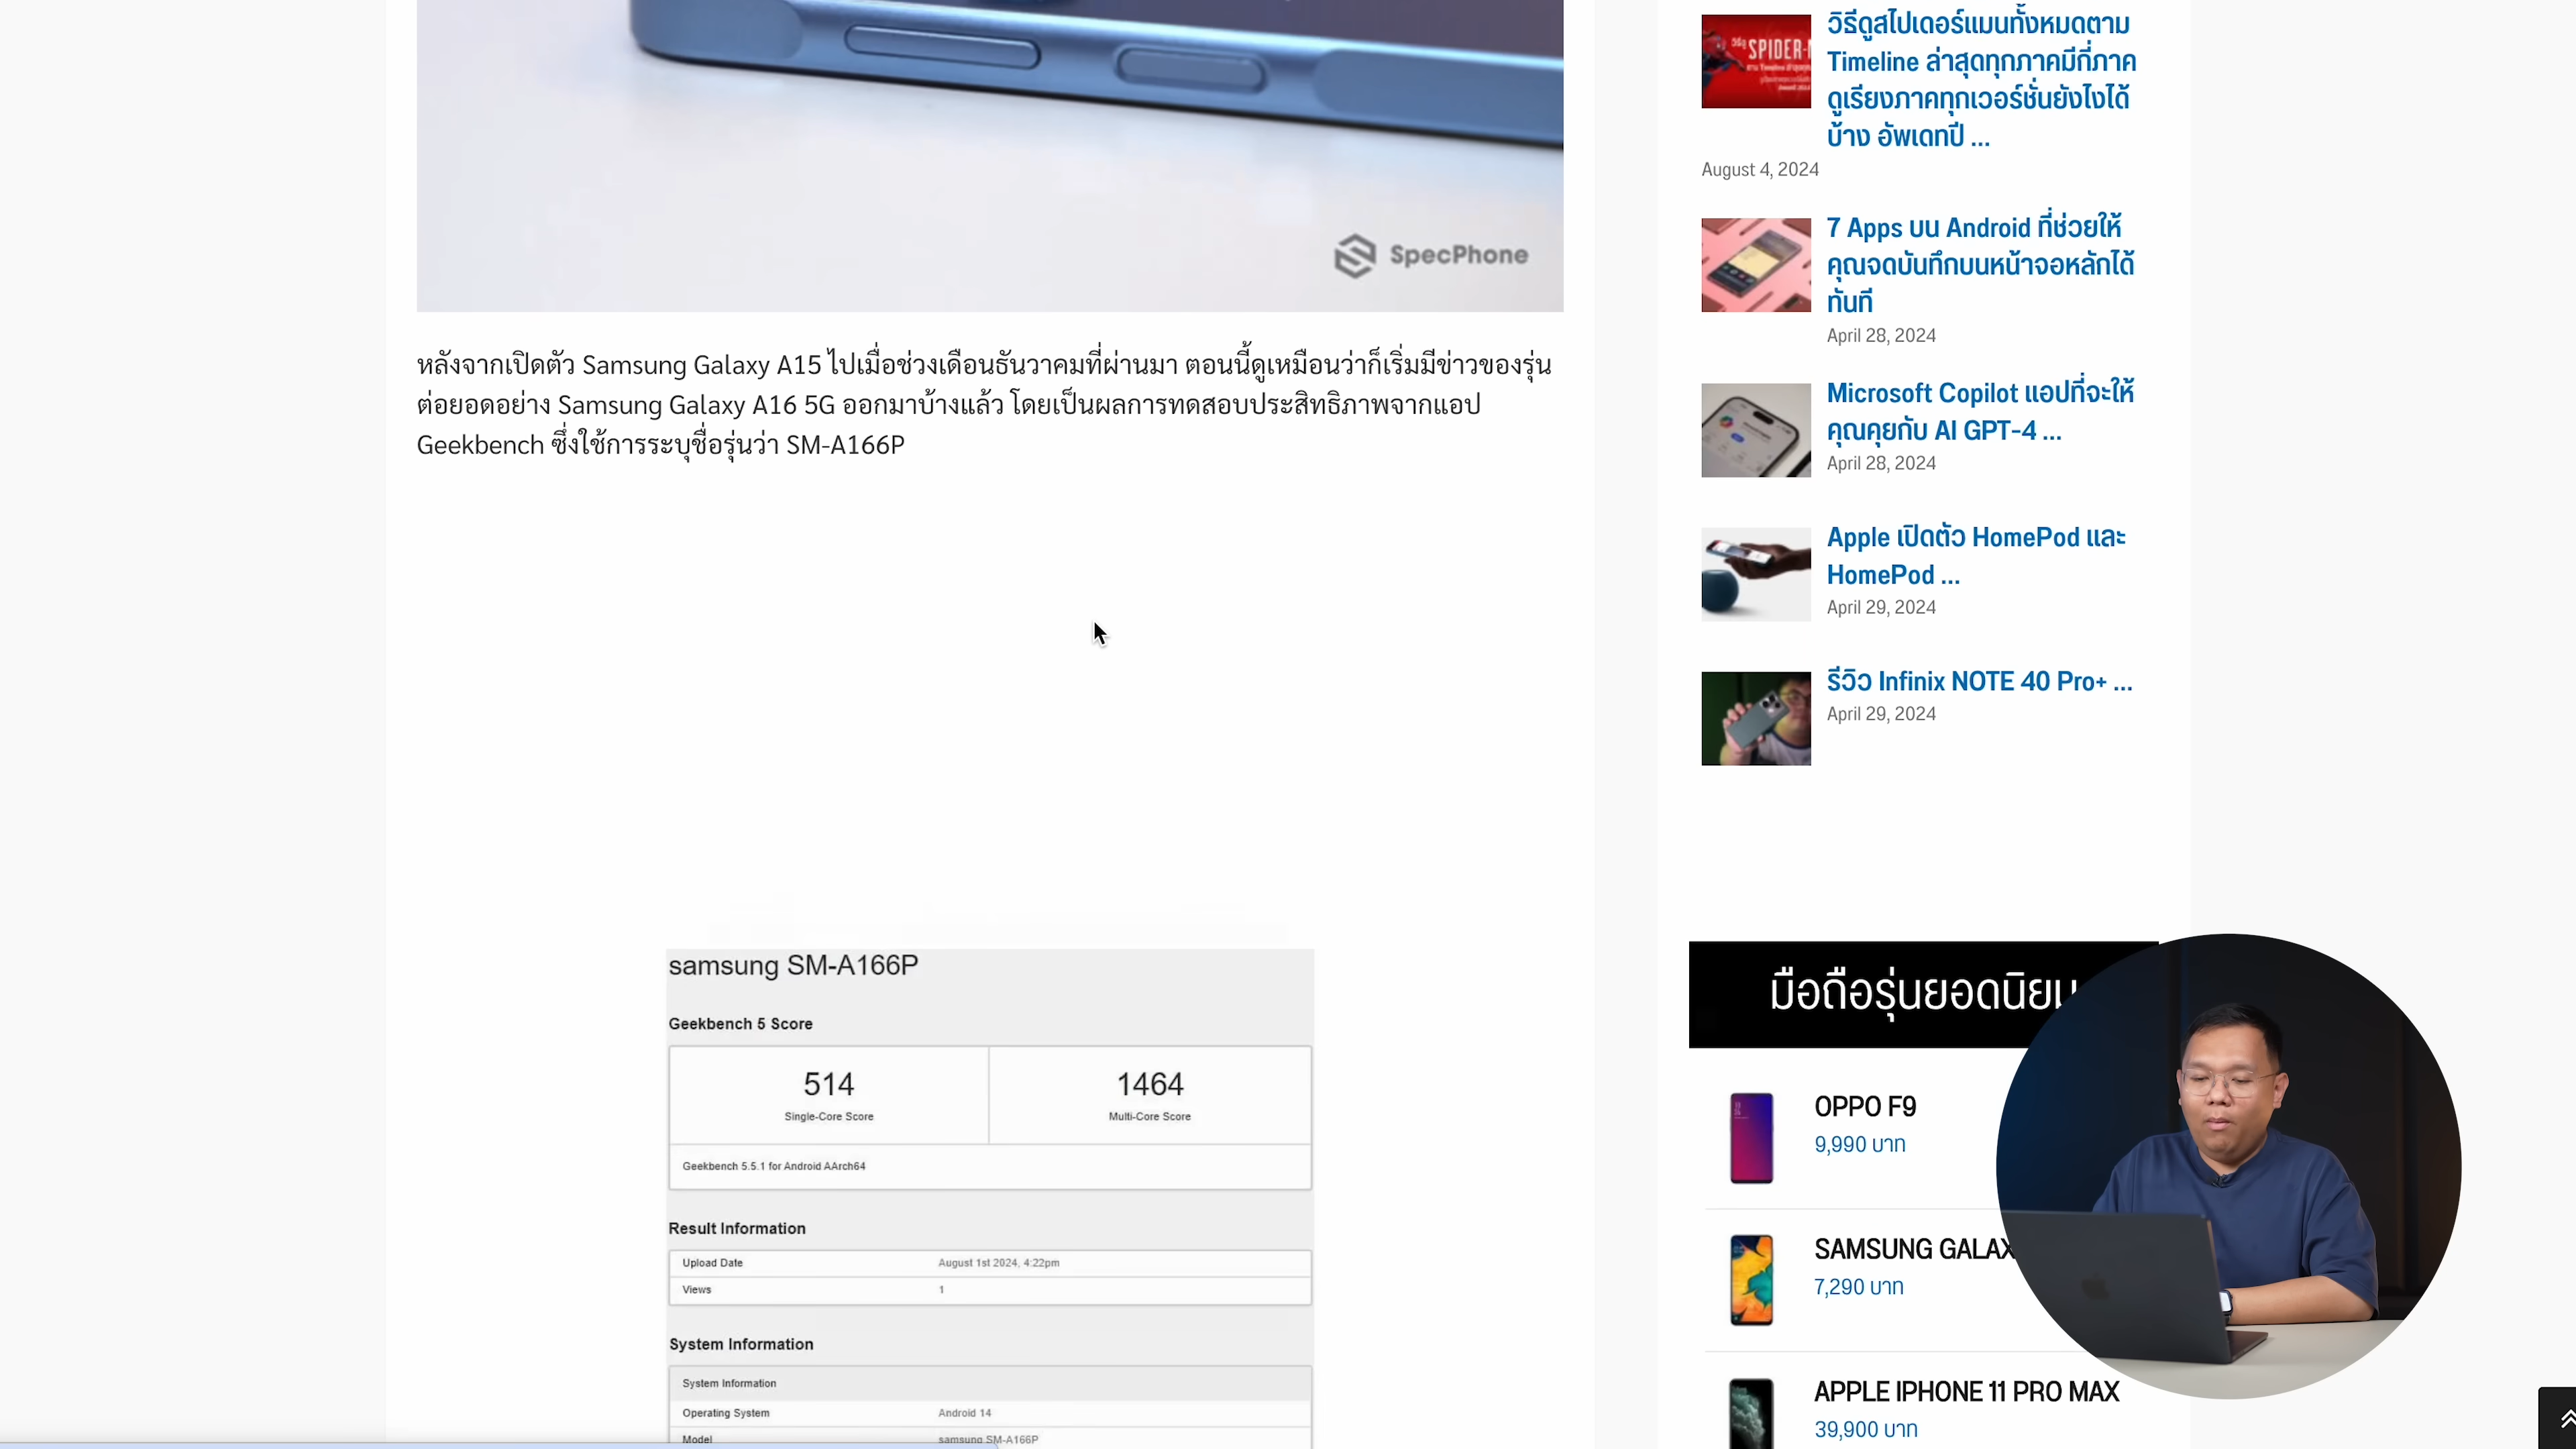 SpecPhone
หลังจากเปิดตัว Samsung Galaxy A15 ไปเมื่อช่วงเดือนธันวาคมที่ผ่านมา ตอนนี้ดูเหมือนว่าก็เริ่มมีข่าวของรุ่น
ต่อยอดอย่าง Samsung Galaxy A16 5G ออกมาบ้างแล้ว โดยเป็นผลการทดสอบประสิทธิภาพจากแอป
Geekbench ซึ่งใช้การระบุชื่อรุ่นว่า SM-A166P
samsung SM-A166P
Geekbench 5 Score
514
1464
Single-Core Score
Multi-Core Score
Geekbench 5.5.1 for Android AArch64
Result Information
Upload Date August 1st 2024, 4:22pm
Views 1
System Information
System Information
Operating System Android 14
Model samsung SM-A166P
วิธีดูสไปเดอร์แมนทั้งหมดตาม
Timeline ล่าสุดทุกภาคมีกี่ภาค
ดูเรียงภาคทุกเวอร์ชั่นยังไงได้
บ้าง อัพเดทปี ...
August 4, 2024
7 Apps บน Android ที่ช่วยให้
คุณจดบันทึกบนหน้าจอหลักได้
ทันที
April 28, 2024
Microsoft Copilot แอปที่จะให้
คุณคุยกับ AI GPT-4 ...
April 28, 2024
Apple เปิดตัว HomePod และ
HomePod ...
April 29, 2024
รีวิว Infinix NOTE 40 Pro+ ...
April 29, 2024
มือถือรุ่นยอดนิยม
OPPO F9
9,990 บาท
SAMSUNG GALAX
7,290 บาท
APPLE IPHONE 11 PRO MAX
39,900 บาท